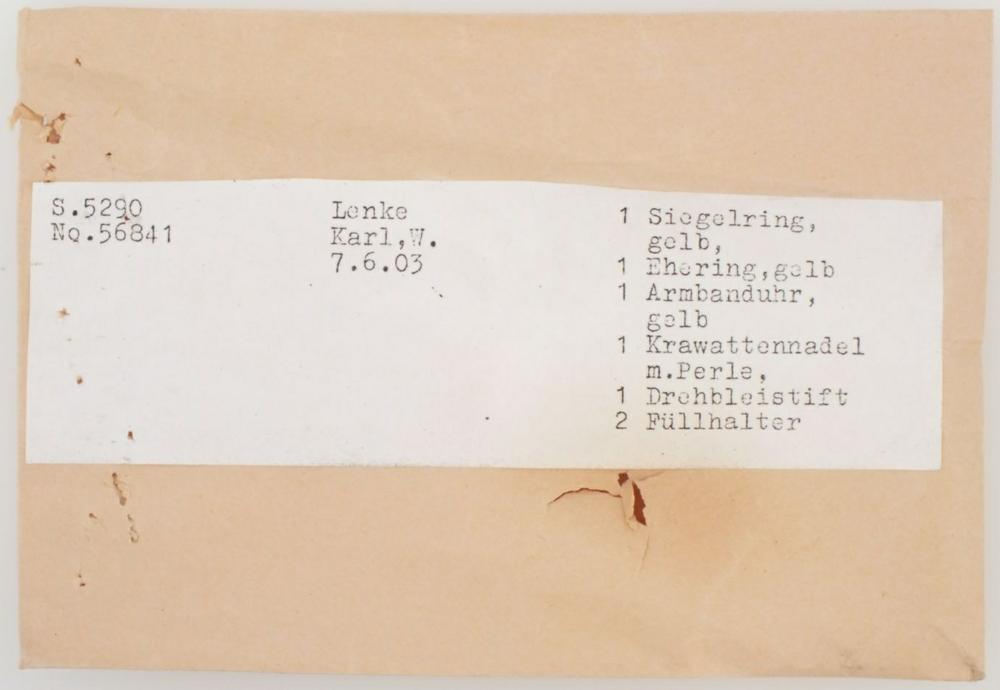 S.5290
No.56841
Lenke
Karl,W.
7.6.03
1 Siegelring,
gelb,
1 Ehering,gelb
1 Armbanduhr,
gelb
1 Krawattennadel
m.Perle,
1 Drehbleistift
2 Füllhalter